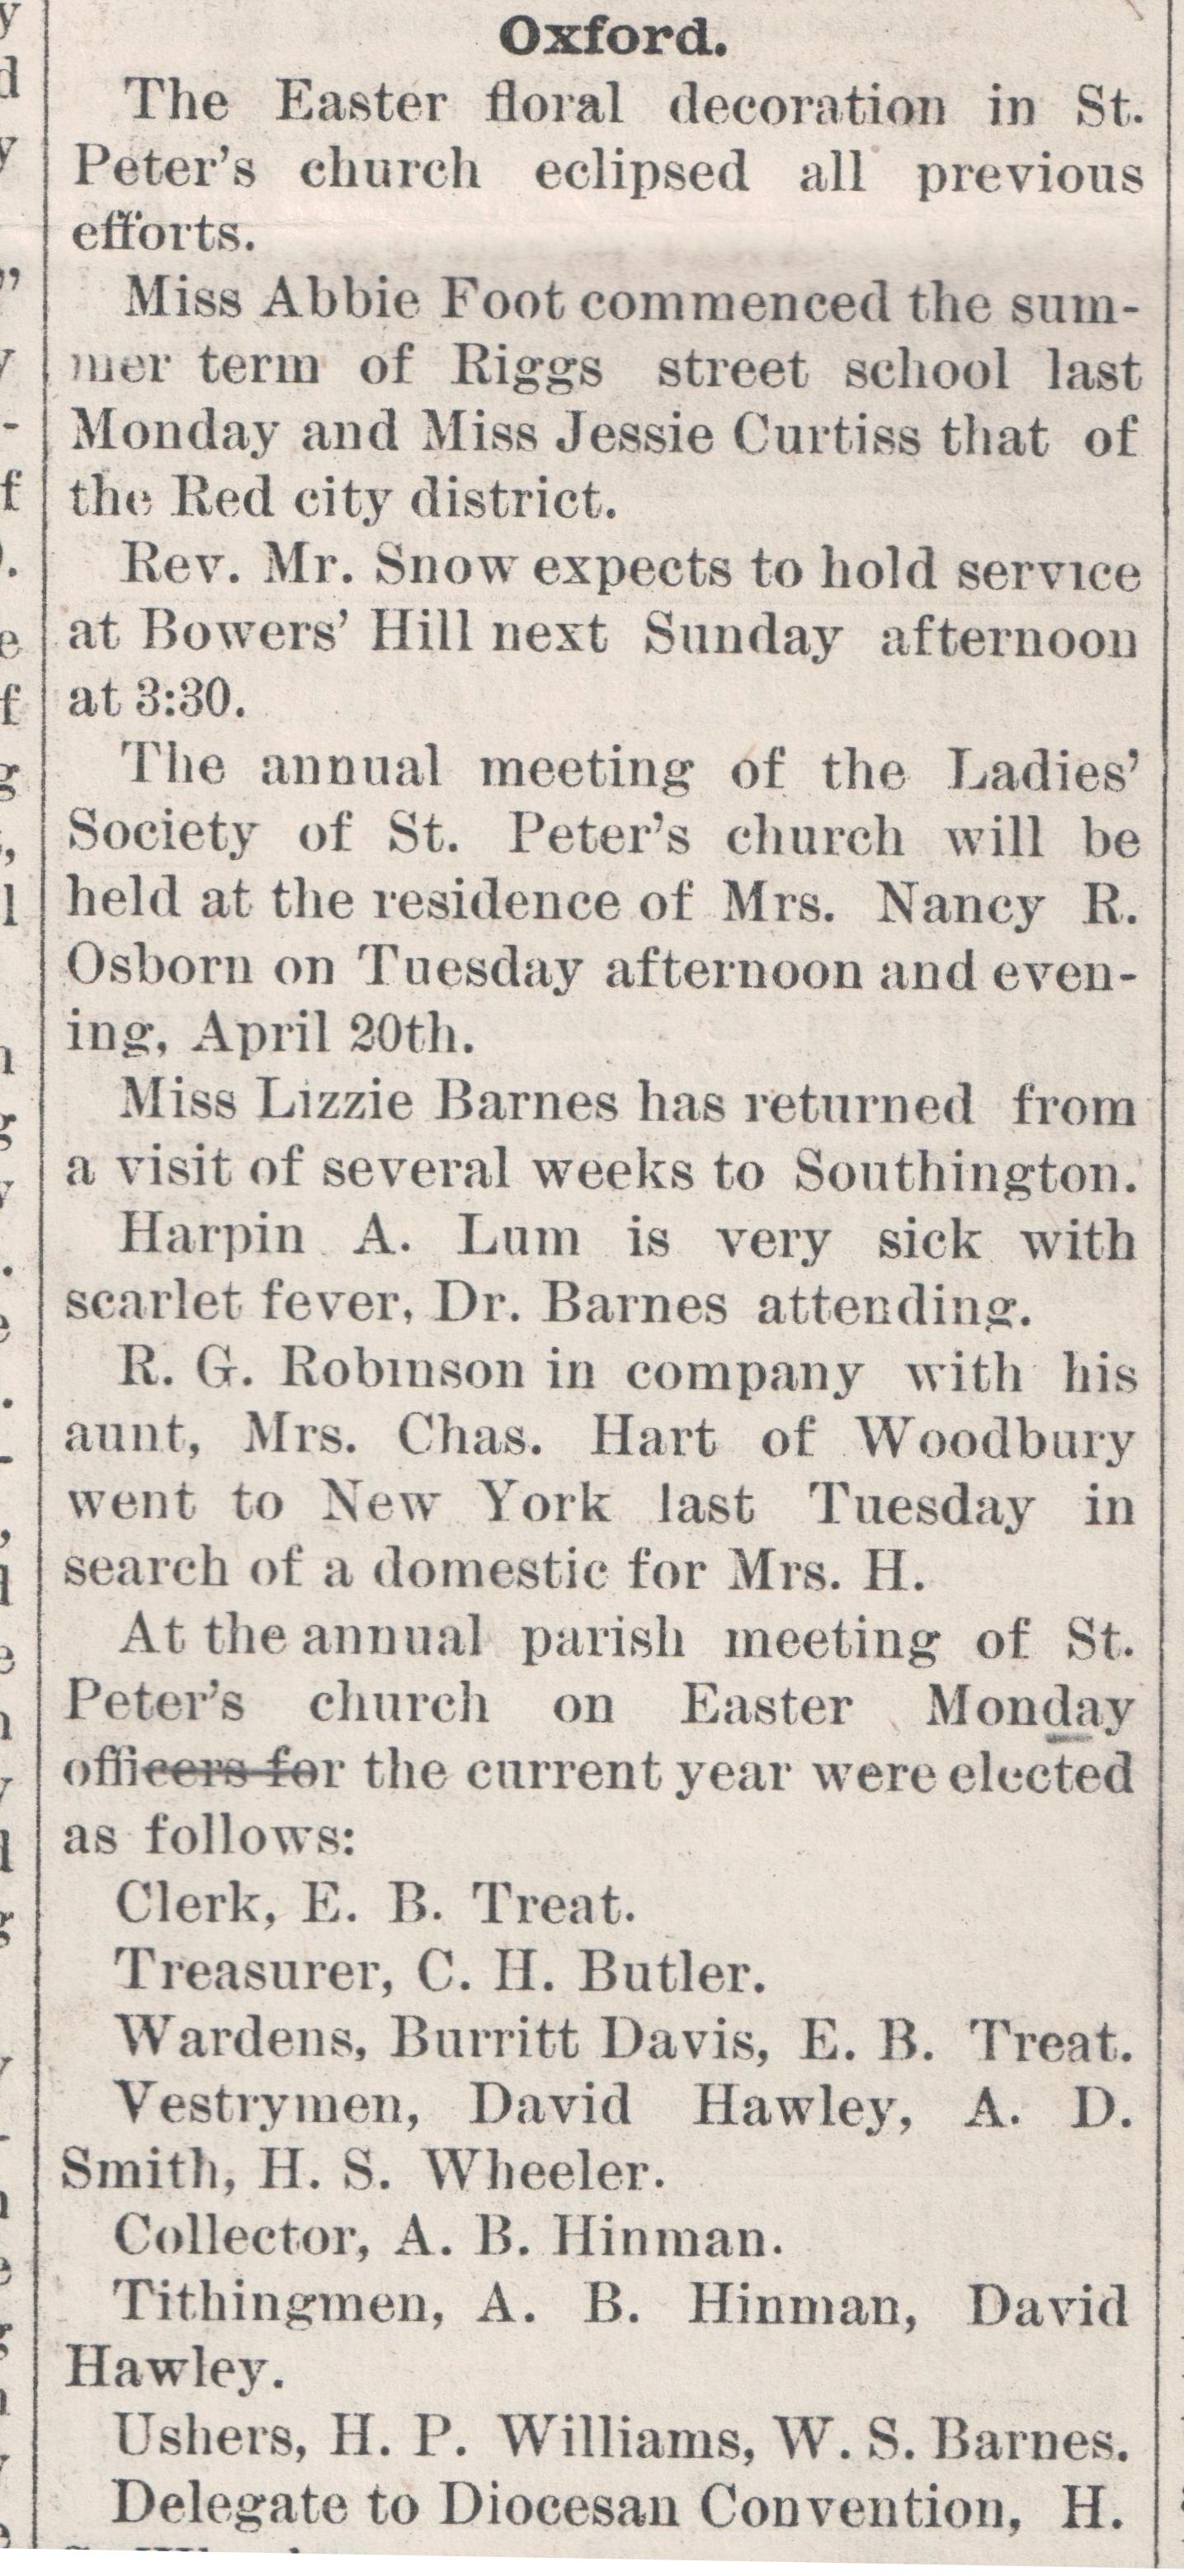 Oxford.
The Easter floral decoration in St.
Peter's church eclipsed all previous
efforts.
Miss Abbie Foot commenced the sum-
mer term of Riggs street school last
Monday and Miss Jessie Curtiss that of
the Red city district.
Rev. Mr. Snow expects to hold service
at Bowers' Hill next Sunday afternoon
at 3:30.
The annual meeting of the Ladies'
Society of St. Peter's church will be
held at the residence of Mrs. Nancy R.
Osborn on Tuesday afternoon and even-
ing, April 20th.
Miss Lizzie Barnes has returned from
a visit of several weeks to Southington.
Harpin A. Lum is very sick with
scarlet fever, Dr. Barnes attending.
R. G. Robinson in company with his
aunt, Mrs. Chas. Hart of Woodbury
went to New York last Tuesday in
search of a domestic for Mrs. H.
At the annual parish meeting of St.
Peter's church on Easter Monday
officers for the current year were elected
as follows:
Clerk, E. B. Treat.
Treasurer, C. H. Butler.
Wardens, Burritt Davis, E. B. Treat.
Vestrymen, David Hawley, A. D.
Smith, H. S. Wheeler.
Collector, A. B. Hinman.
Tithingmen, A. B. Hinman, David
Hawley.
Ushers, H. P. Williams, W. S. Barnes.
Delegate to Diocesan Convention, H.